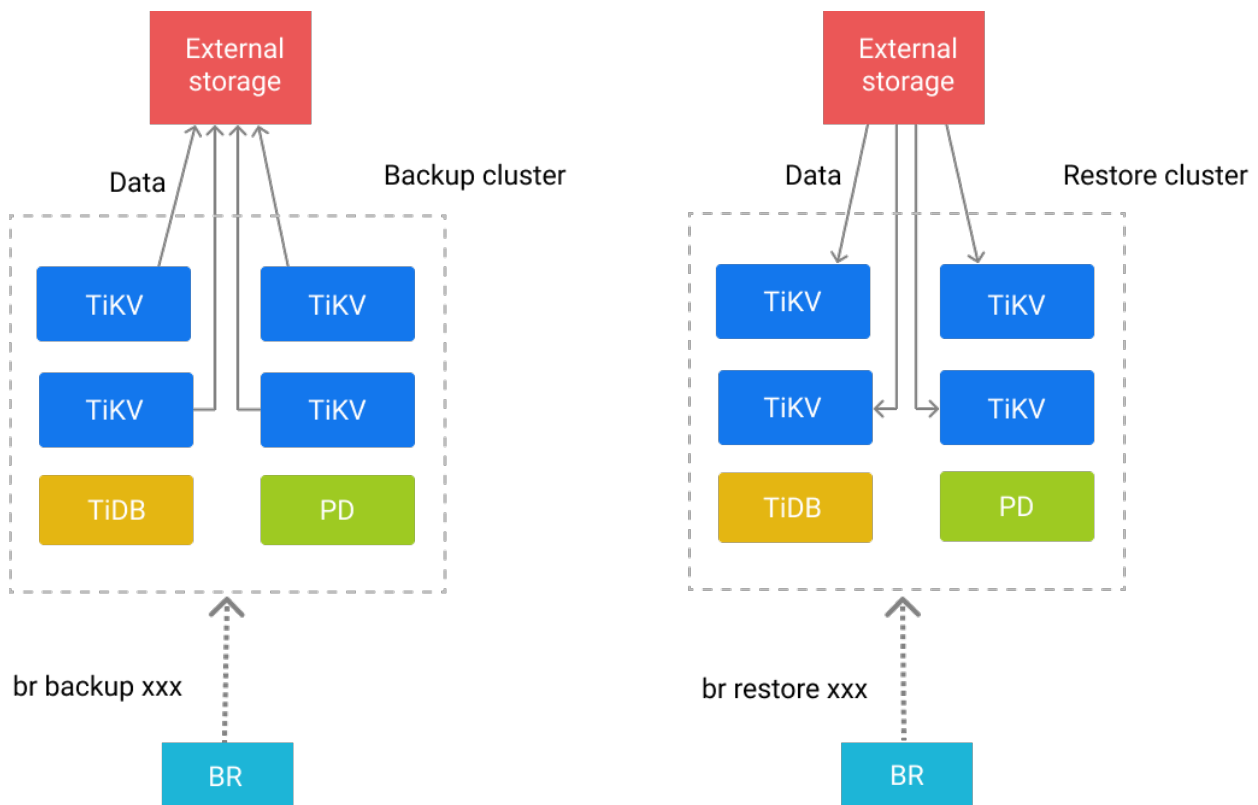 External
storage
Data
Backup cluster
TiKV
TiKV
TiKV
TiKV
TiDB
PD
br backup xxx
BR
External
storage
Data
Restore cluster
TiKV
TiKV
TiKV
TiKV
TiDB
PD
br restore xxx
BR